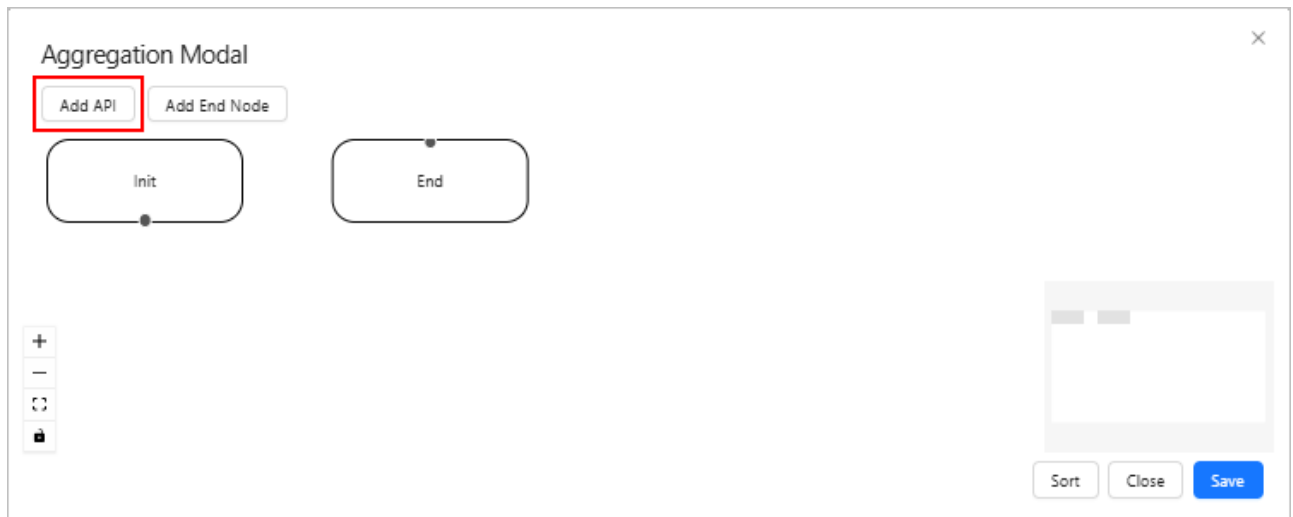 Aggregation Modal
Add API Add End Node
Init End
Sort Close Save